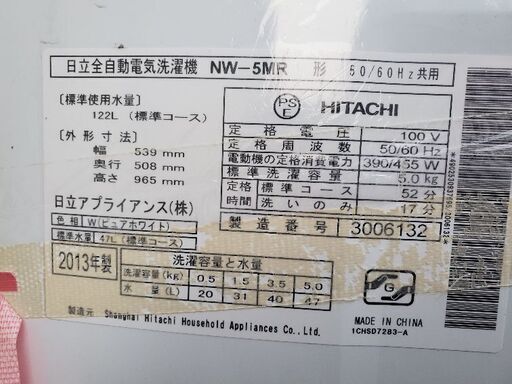 日立全自動電気洗濯機 NW-5MR 形 50/60Hz共用
〔標準使用水量〕
122L (標準コース)
〔外形寸法〕
幅 539 mm
奥行 508 mm
高さ 965 mm
日立アプライアンス(株)
色相 W(ピュアホワイト)
標準水量 47L (標準コース)
2013年製
PS E HITACHI
定格電圧 100 V
定格周波数 50/60 Hz
電動機の定格消費電力 390/455 W
標準洗濯容量 5.0kg
定格時間 標準コース 52分
洗いのみ 17分
製造番号 3006132
洗濯容量と水量
洗濯容量(kg) 0.5 1.5 3.5 5.0
水量(L) 20 31 40 47
製造元 Shanghai Hitachi Household Appliances Co.,Ltd.
G
MADE IN CHINA
1CHSD7283-A